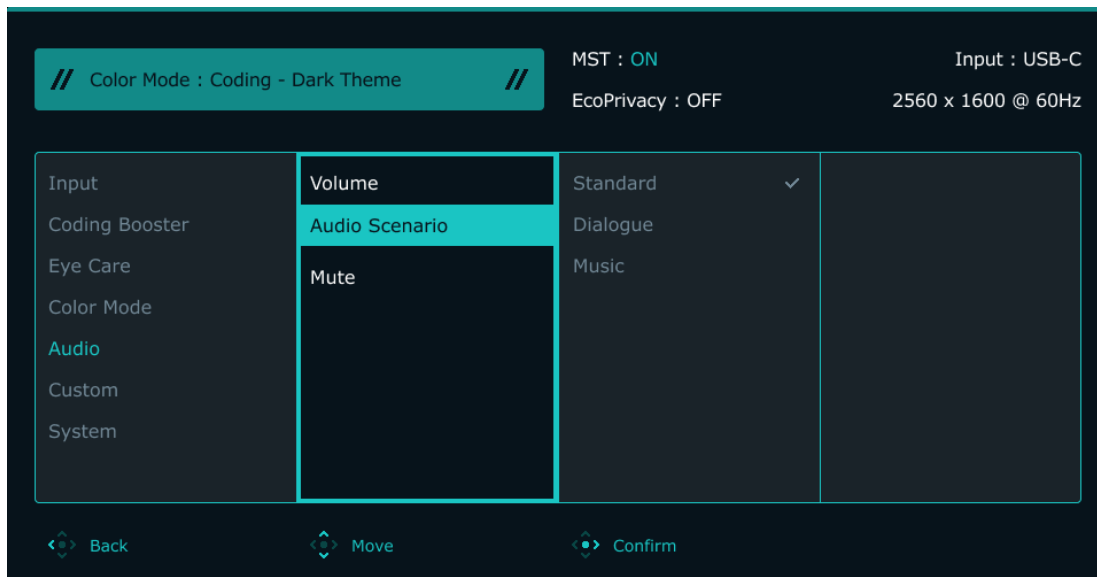 Color Mode : Coding - Dark Theme
MST : ON
Input : USB-C
EcoPrivacy : OFF
2560 x 1600 @ 60Hz
Input
Coding Booster
Eye Care
Color Mode
Audio
Custom
System
Volume
Audio Scenario
Mute
Standard
Dialogue
Music
Back
Move
Confirm